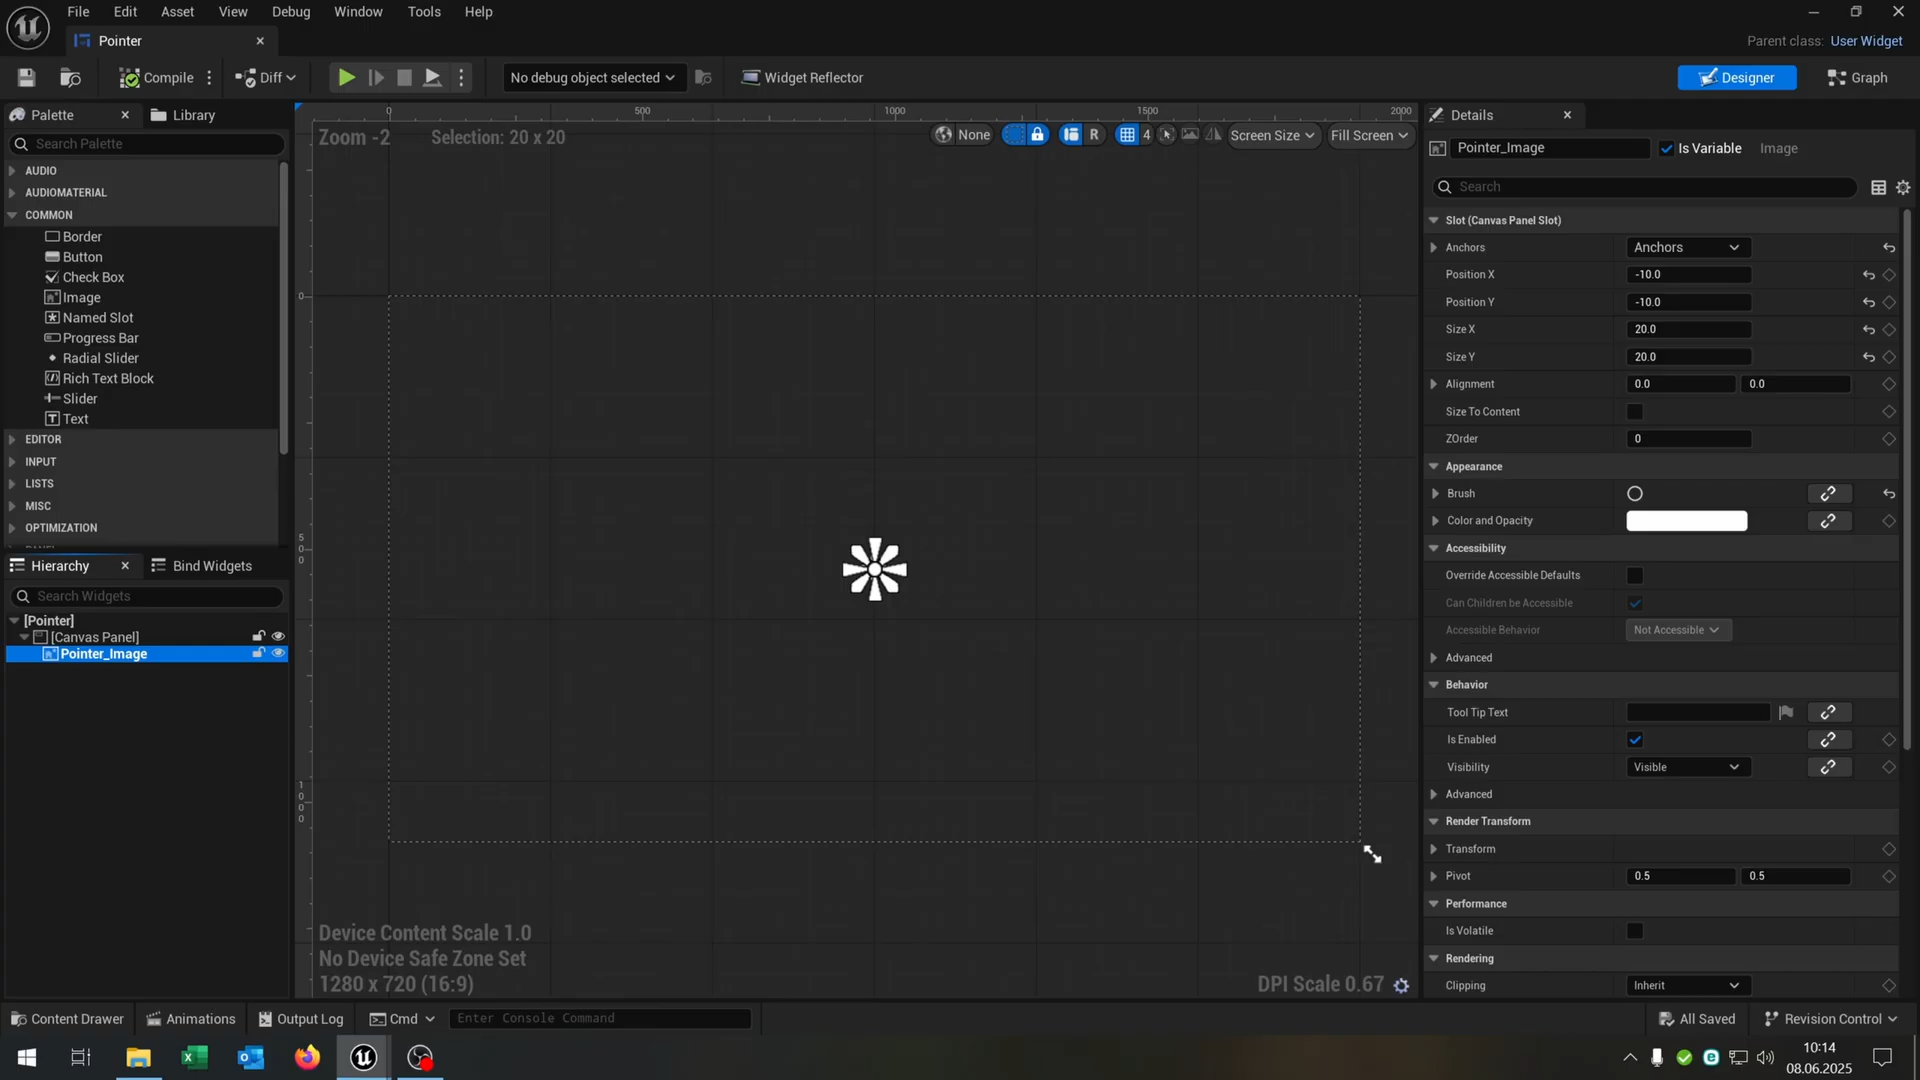 File Edit Asset View Debug Window Tools Help
Pointer
Parent class: User Widget
Compile
Diff
No debug object selected
Widget Reflector
Designer
Graph
Palette
Library
Search Palette
AUDIO
AUDIOMATERIAL
COMMON
Border
Button
Check Box
Image
Named Slot
Progress Bar
Radial Slider
Rich Text Block
Slider
Text
EDITOR
INPUT
LISTS
MISC
OPTIMIZATION
Hierarchy
Bind Widgets
Search Widgets
[Pointer]
[Canvas Panel]
Pointer_Image
0 500 1000 1500 2000
Zoom -2
Selection: 20 x 20
None
R
4
Screen Size
Fill Screen
0
500
1000
Device Content Scale 1.0
No Device Safe Zone Set
1280 x 720 (16:9)
DPI Scale 0.67
Details
Pointer_Image
Is Variable
Image
Search
Slot (Canvas Panel Slot)
Anchors Anchors
Position X -10.0
Position Y -10.0
Size X 20.0
Size Y 20.0
Alignment 0.0 0.0
Size To Content
ZOrder 0
Appearance
Brush
Color and Opacity
Accessibility
Override Accessible Defaults
Can Children be Accessible
Accessible Behavior Not Accessible
Advanced
Behavior
Tool Tip Text
Is Enabled
Visibility Visible
Advanced
Render Transform
Transform
Pivot 0.5 0.5
Performance
Is Volatile
Rendering
Clipping Inherit
Content Drawer
Animations
Output Log
Cmd
Enter Console Command
All Saved
Revision Control
10:14
08.06.2025